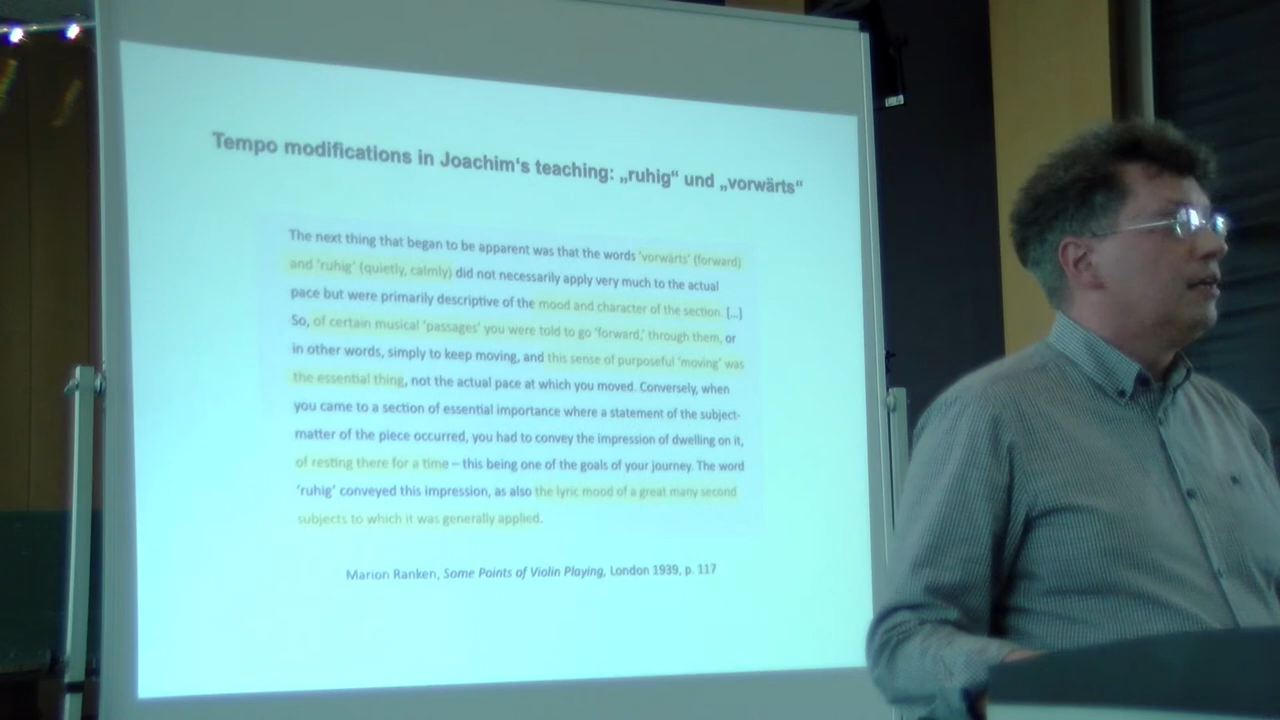 Tempo modifications in Joachim's teaching: „ruhig“ und „vorwärts“
The next thing that began to be apparent was that the words 'vorwärts' (forward)
and 'ruhig' (quietly, calmly) did not necessarily apply very much to the actual
pace but were primarily descriptive of the mood and character of the section. [...]
So, of certain musical 'passages' you were told to go 'forward,' through them, or
in other words, simply to keep moving, and this sense of purposeful 'moving' was
the essential thing, not the actual pace at which you moved. Conversely, when
you came to a section of essential importance where a statement of the subject-
matter of the piece occurred, you had to convey the impression of dwelling on it,
of resting there for a time – this being one of the goals of your journey. The word
'ruhig' conveyed this impression, as also the lyric mood of a great many second
subjects to which it was generally applied.
Marion Ranken, Some Points of Violin Playing, London 1939, p. 117